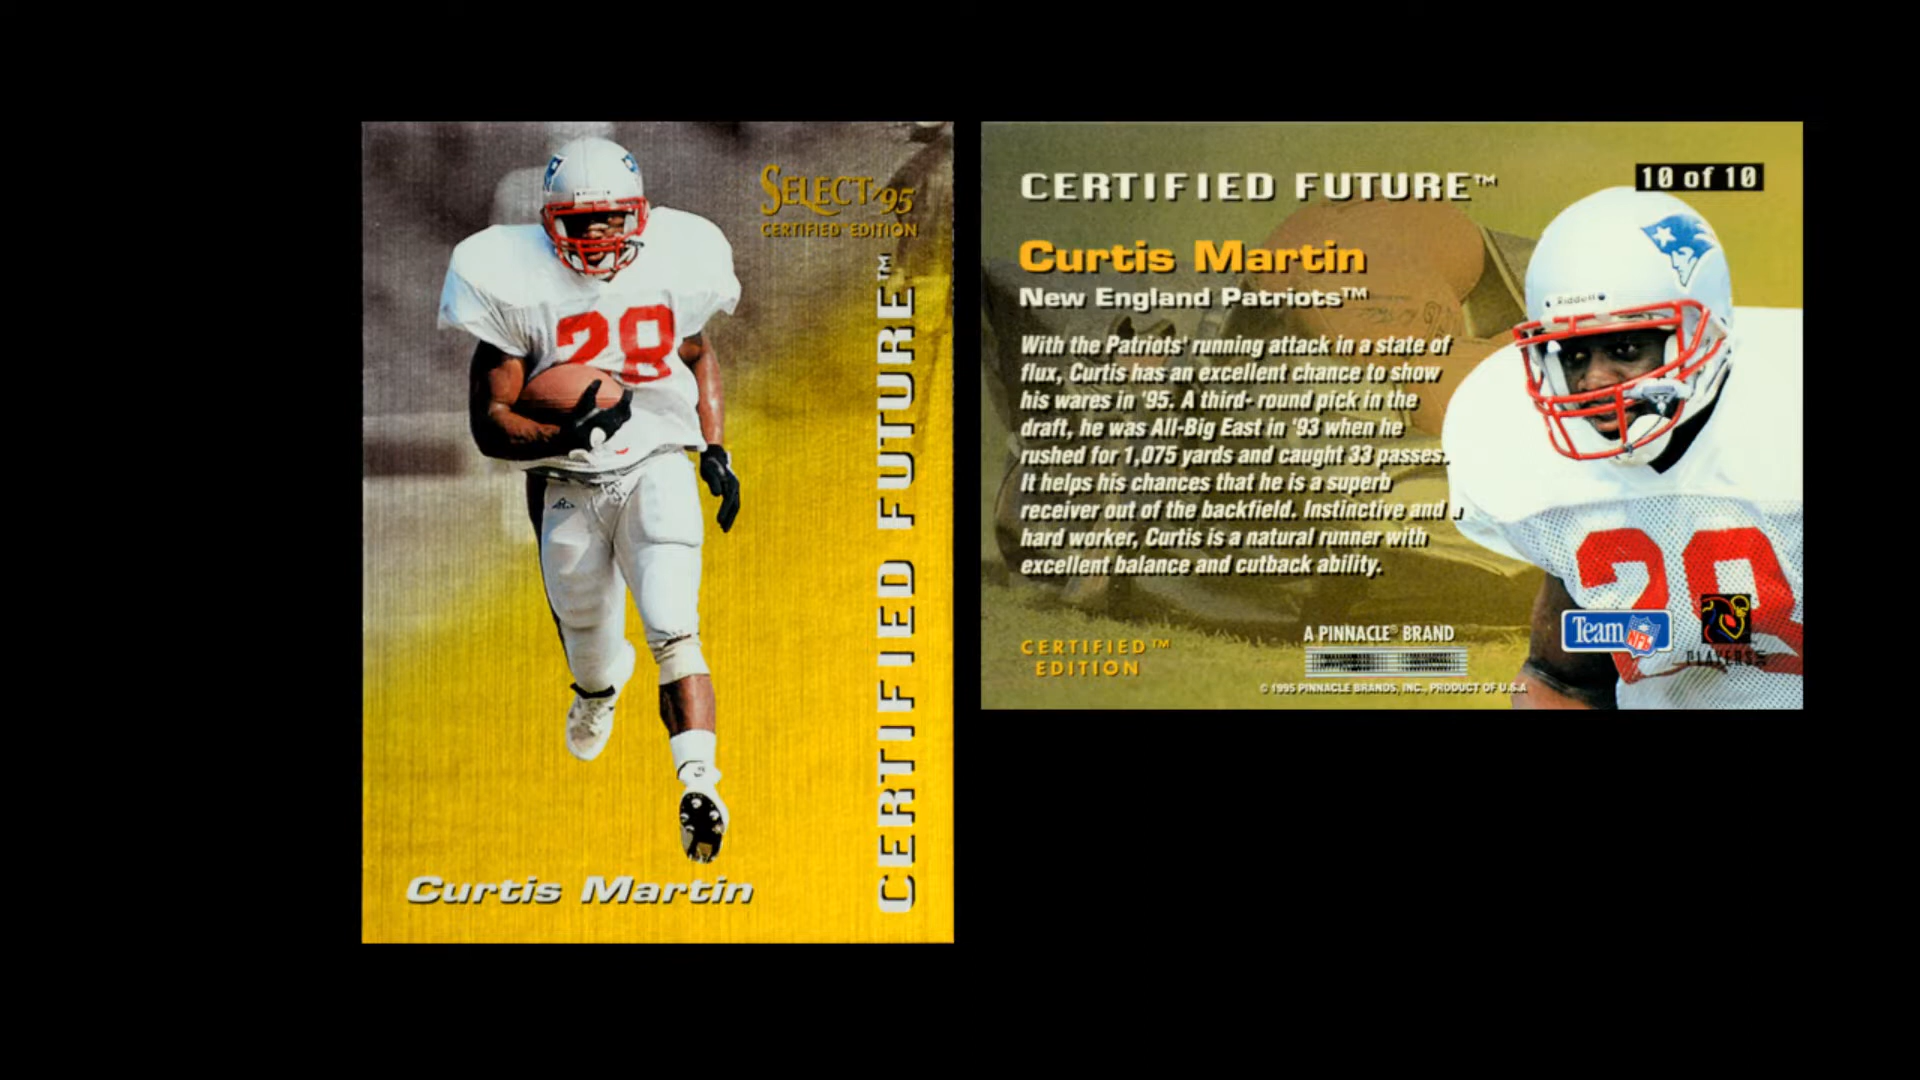 SELECT '95
CERTIFIED™ EDITION
CERTIFIED FUTURE™
28
Curtis Martin
CERTIFIED FUTURE™
10 of 10
Curtis Martin
New England Patriots™
With the Patriots' running attack in a state of
flux, Curtis has an excellent chance to show
his wares in '95. A third- round pick in the
draft, he was All-Big East in '93 when he
rushed for 1,075 yards and caught 33 passes.
It helps his chances that he is a superb
receiver out of the backfield. Instinctive and a
hard worker, Curtis is a natural runner with
excellent balance and cutback ability.
Riddell
28
Team NFL
PLAYERS
CERTIFIED™
EDITION
A PINNACLE® BRAND
© 1995 PINNACLE BRANDS, INC., PRODUCT OF U.S.A